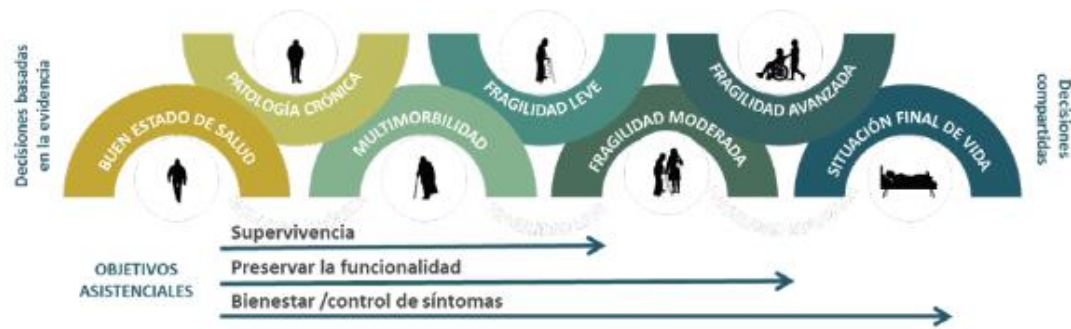 Decisiones basadas
en la evidencia
BUEN ESTADO DE SALUD
PATOLOGÍA CRÓNICA
MULTIMORBILIDAD
FRAGILIDAD LEVE
FRAGILIDAD MODERADA
FRAGILIDAD AVANZADA
SITUACIÓN FINAL DE VIDA
Decisiones
compartidas
OBJETIVOS
ASISTENCIALES
Supervivencia
Preservar la funcionalidad
Bienestar /control de síntomas